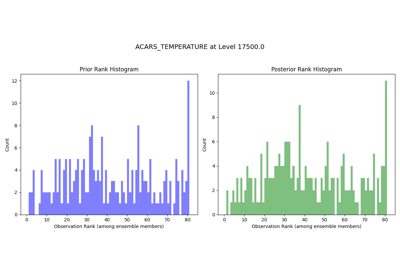 ACARS_TEMPERATURE at Level 17500.0
Prior Rank Histogram
Posterior Rank Histogram
Count
12
10
8
6
4
2
0
0 10 20 30 40 50 60 70 80
Observation Rank (among ensemble members)
Count
10
8
6
4
2
0
0 10 20 30 40 50 60 70 80
Observation Rank (among ensemble members)